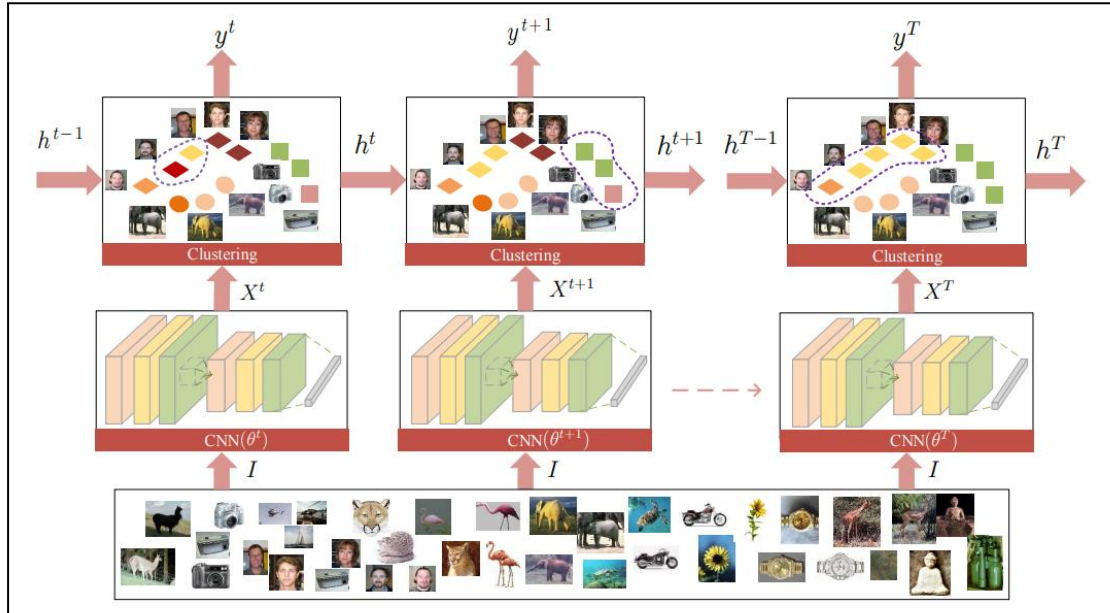 y^t y^{t+1} y^T
h^{t-1} h^t h^{t+1} h^{T-1} h^T
Clustering Clustering Clustering
X^t X^{t+1} X^T
CNN(θ^t) CNN(θ^{t+1}) CNN(θ^T)
I I I